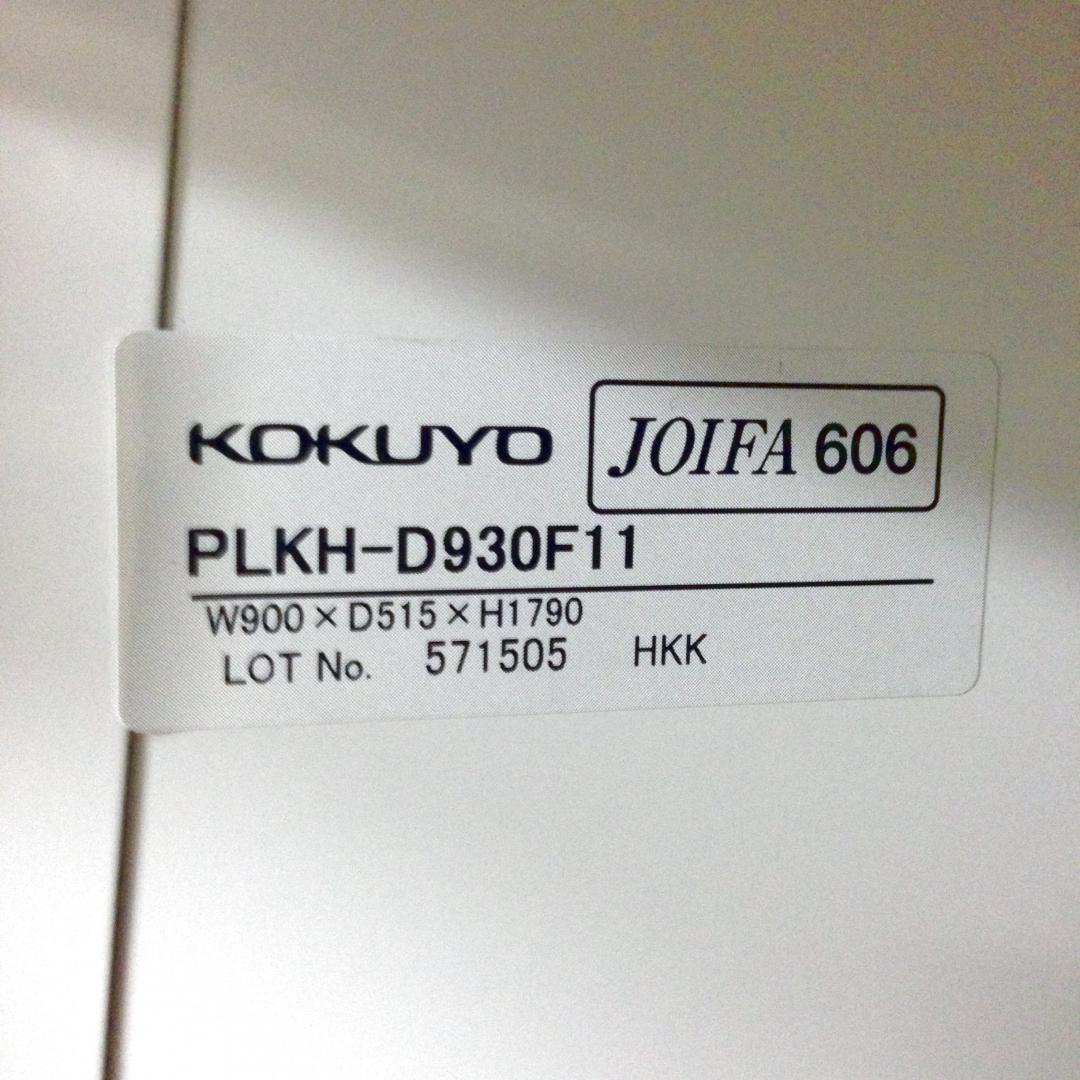 KOKUYO JOIFA 606
PLKH-D930F11
W900×D515×H1790
LOT No. 571505 HKK